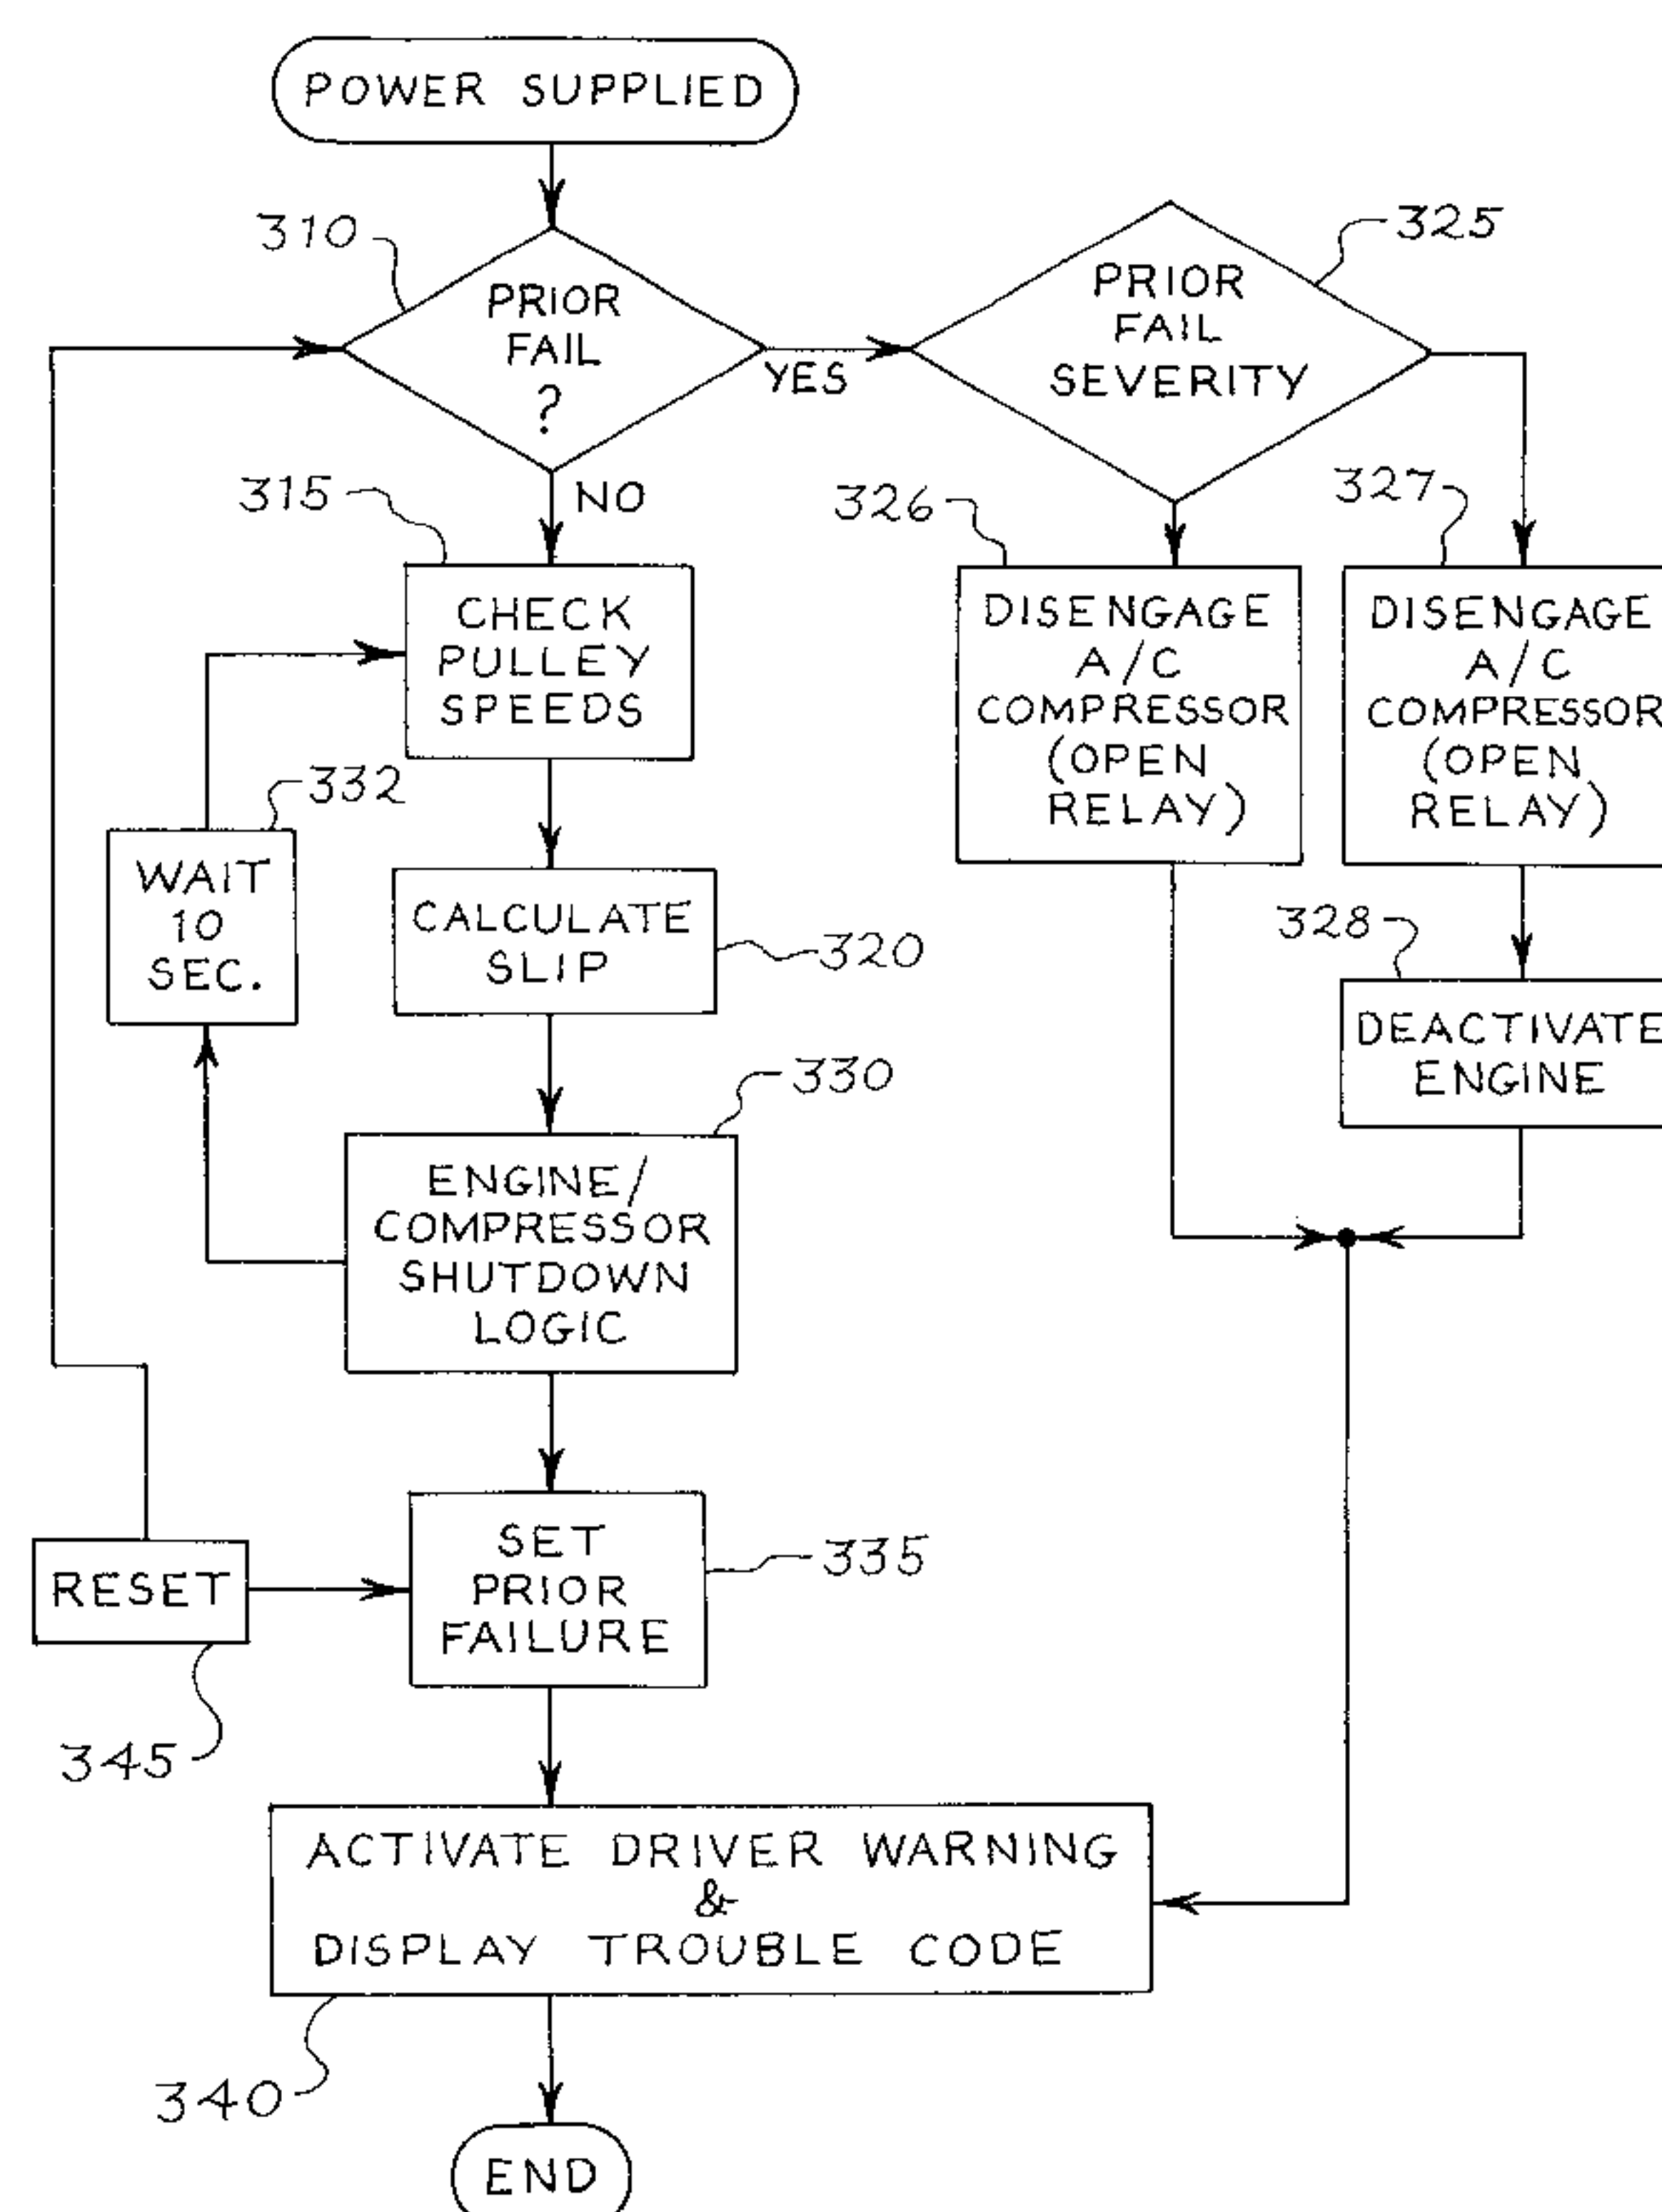 POWER SUPPLIED
310
PRIOR
FAIL
?
YES
NO
325
PRIOR
FAIL
SEVERITY
315
CHECK
PULLEY
SPEEDS
326
DISENGAGE
A/C
COMPRESSOR
(OPEN
RELAY)
327
DISENGAGE
A/C
COMPRESSOR
(OPEN
RELAY)
332
WAIT
10
SEC.
CALCULATE
SLIP
320
328
DEACTIVATE
ENGINE
330
ENGINE/
COMPRESSOR
SHUTDOWN
LOGIC
SET
PRIOR
FAILURE
335
RESET
345
ACTIVATE DRIVER WARNING
&
DISPLAY TROUBLE CODE
340
END